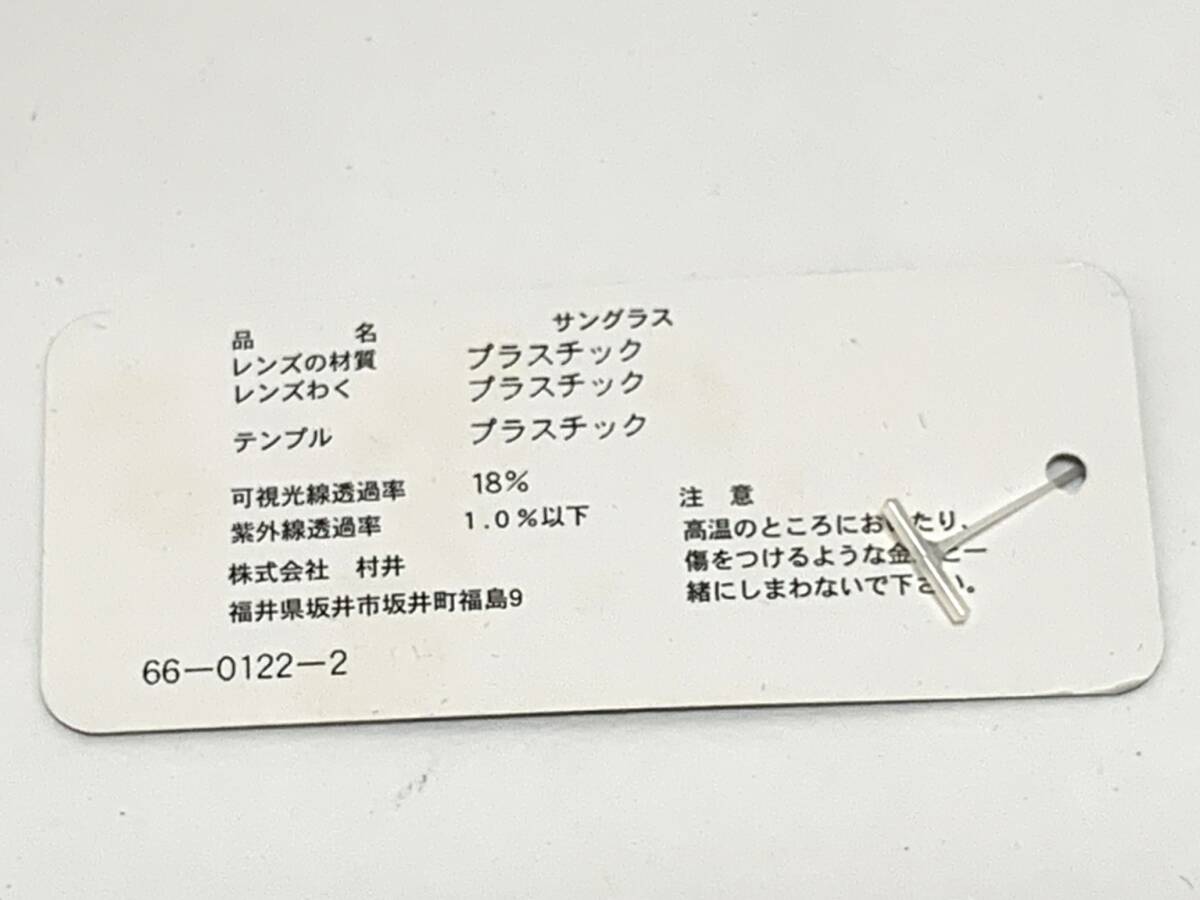 品 名 サングラス
レンズの材質 プラスチック
レンズわく プラスチック
テンプル プラスチック
可視光線透過率 18%
紫外線透過率 1.0%以下
株式会社 村井
福井県坂井市坂井町福島9
66-0122-2
注 意
高温のところにおいたり、
傷をつけるような金 と一
緒にしまわないで下さい。